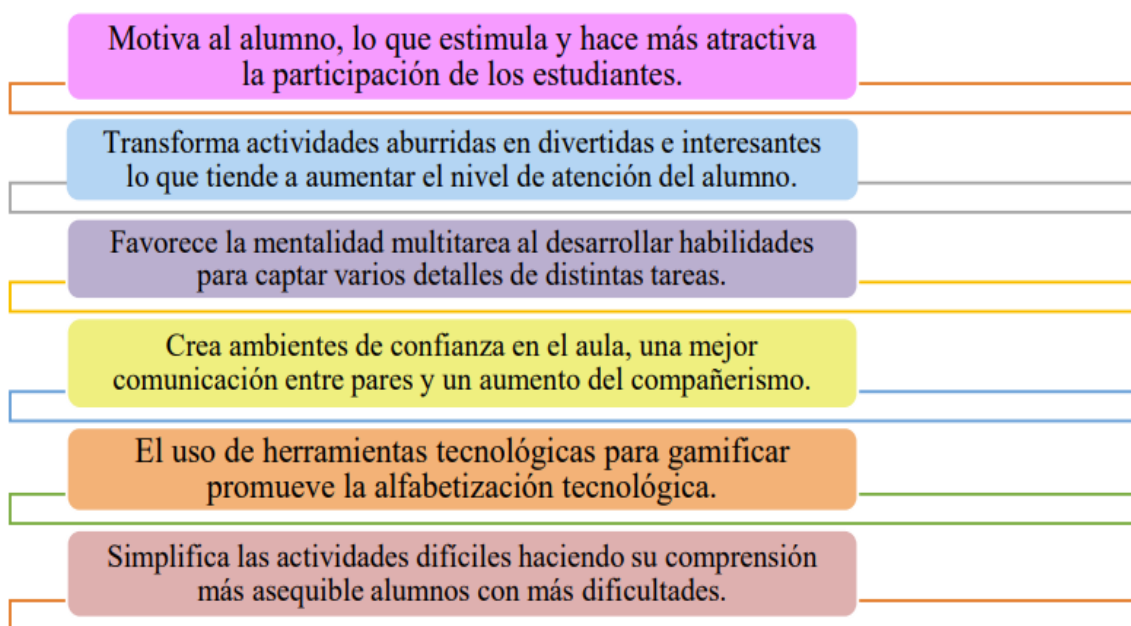 Motiva al alumno, lo que estimula y hace más atractiva
la participación de los estudiantes.
Transforma actividades aburridas en divertidas e interesantes
lo que tiende a aumentar el nivel de atención del alumno.
Favorece la mentalidad multitarea al desarrollar habilidades
para captar varios detalles de distintas tareas.
Crea ambientes de confianza en el aula, una mejor
comunicación entre pares y un aumento del compañerismo.
El uso de herramientas tecnológicas para gamificar
promueve la alfabetización tecnológica.
Simplifica las actividades difíciles haciendo su comprensión
más asequible alumnos con más dificultades.